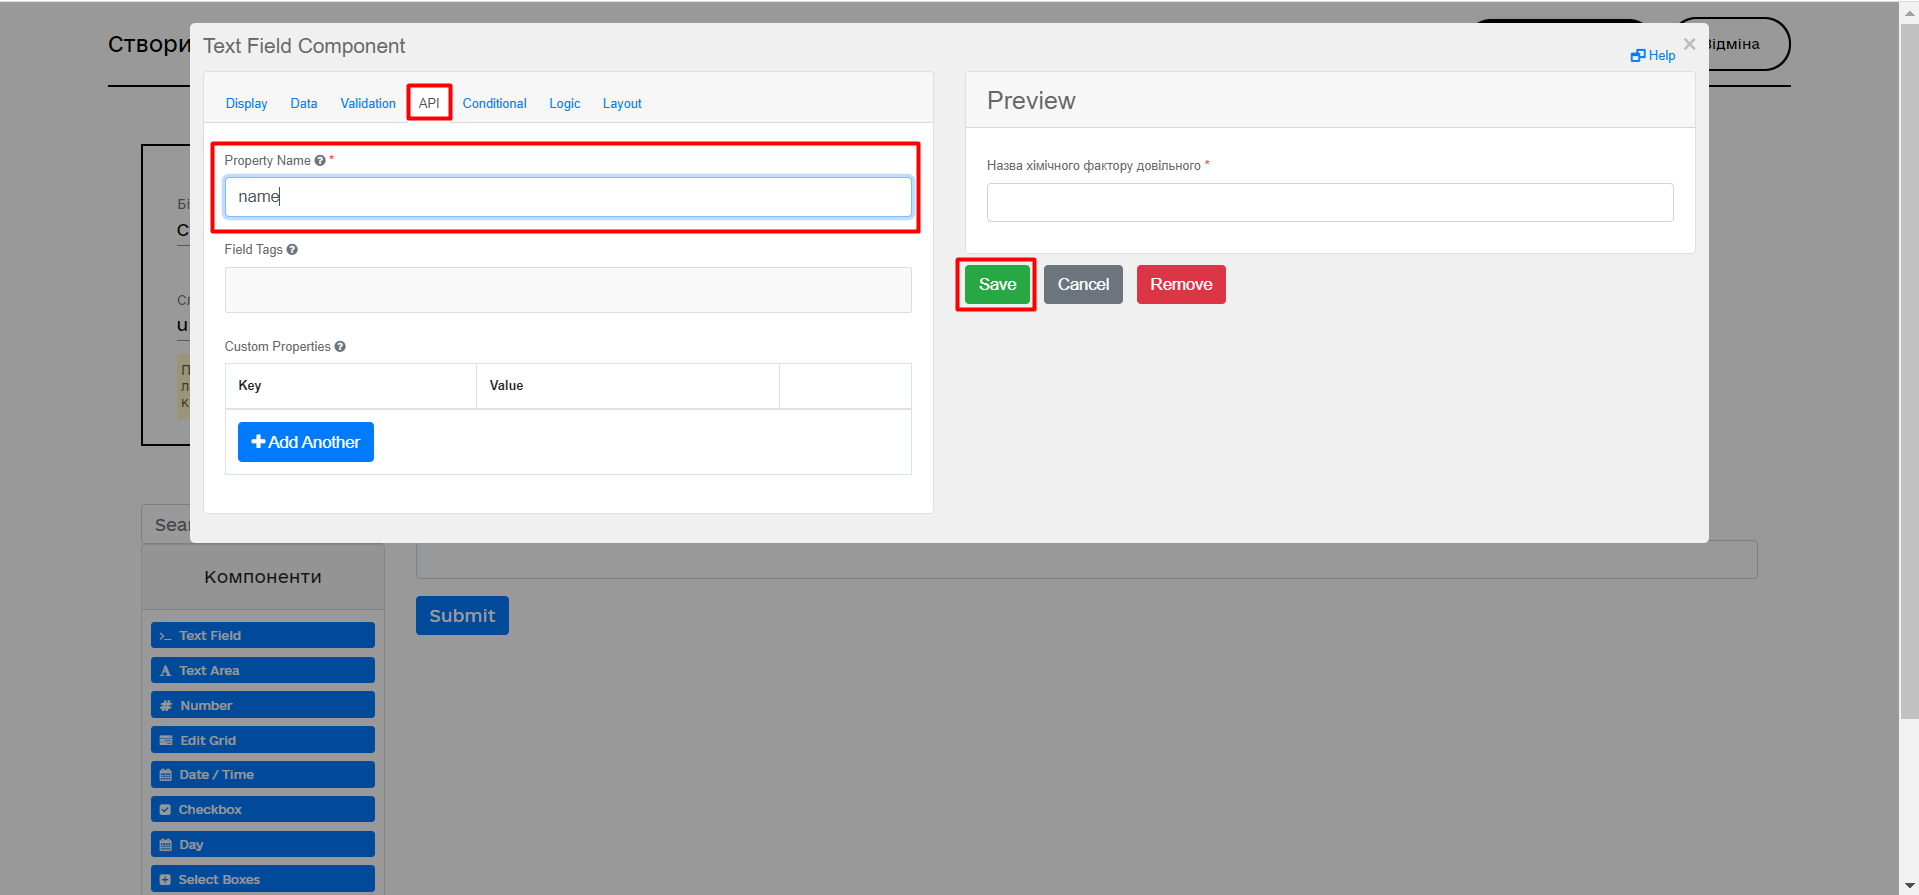 Створи
Text Field Component
Help
×
Відміна
Display Data Validation API Conditional Logic Layout
Preview
Property Name *
name
Назва хімічного фактору довільного *
Field Tags
Save Cancel Remove
Custom Properties
Key Value
Add Another
Sear
Компоненти
Submit
Text Field
Text Area
Number
Edit Grid
Date / Time
Checkbox
Day
Select Boxes